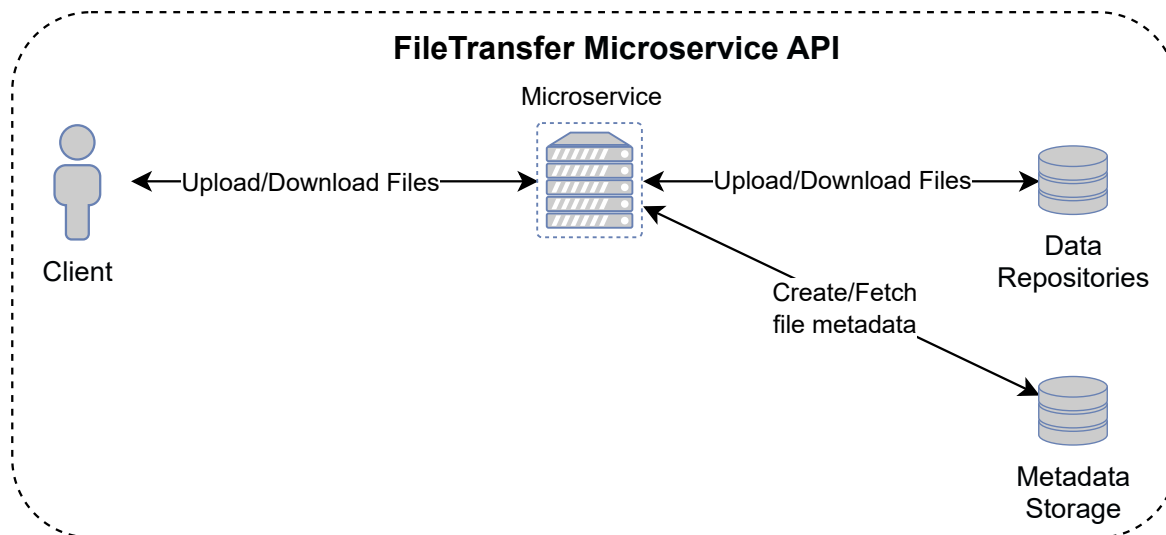 FileTransfer Microservice API
Microservice
Upload/Download Files
Upload/Download Files
Client
Data
Repositories
Create/Fetch
file metadata
Metadata
Storage